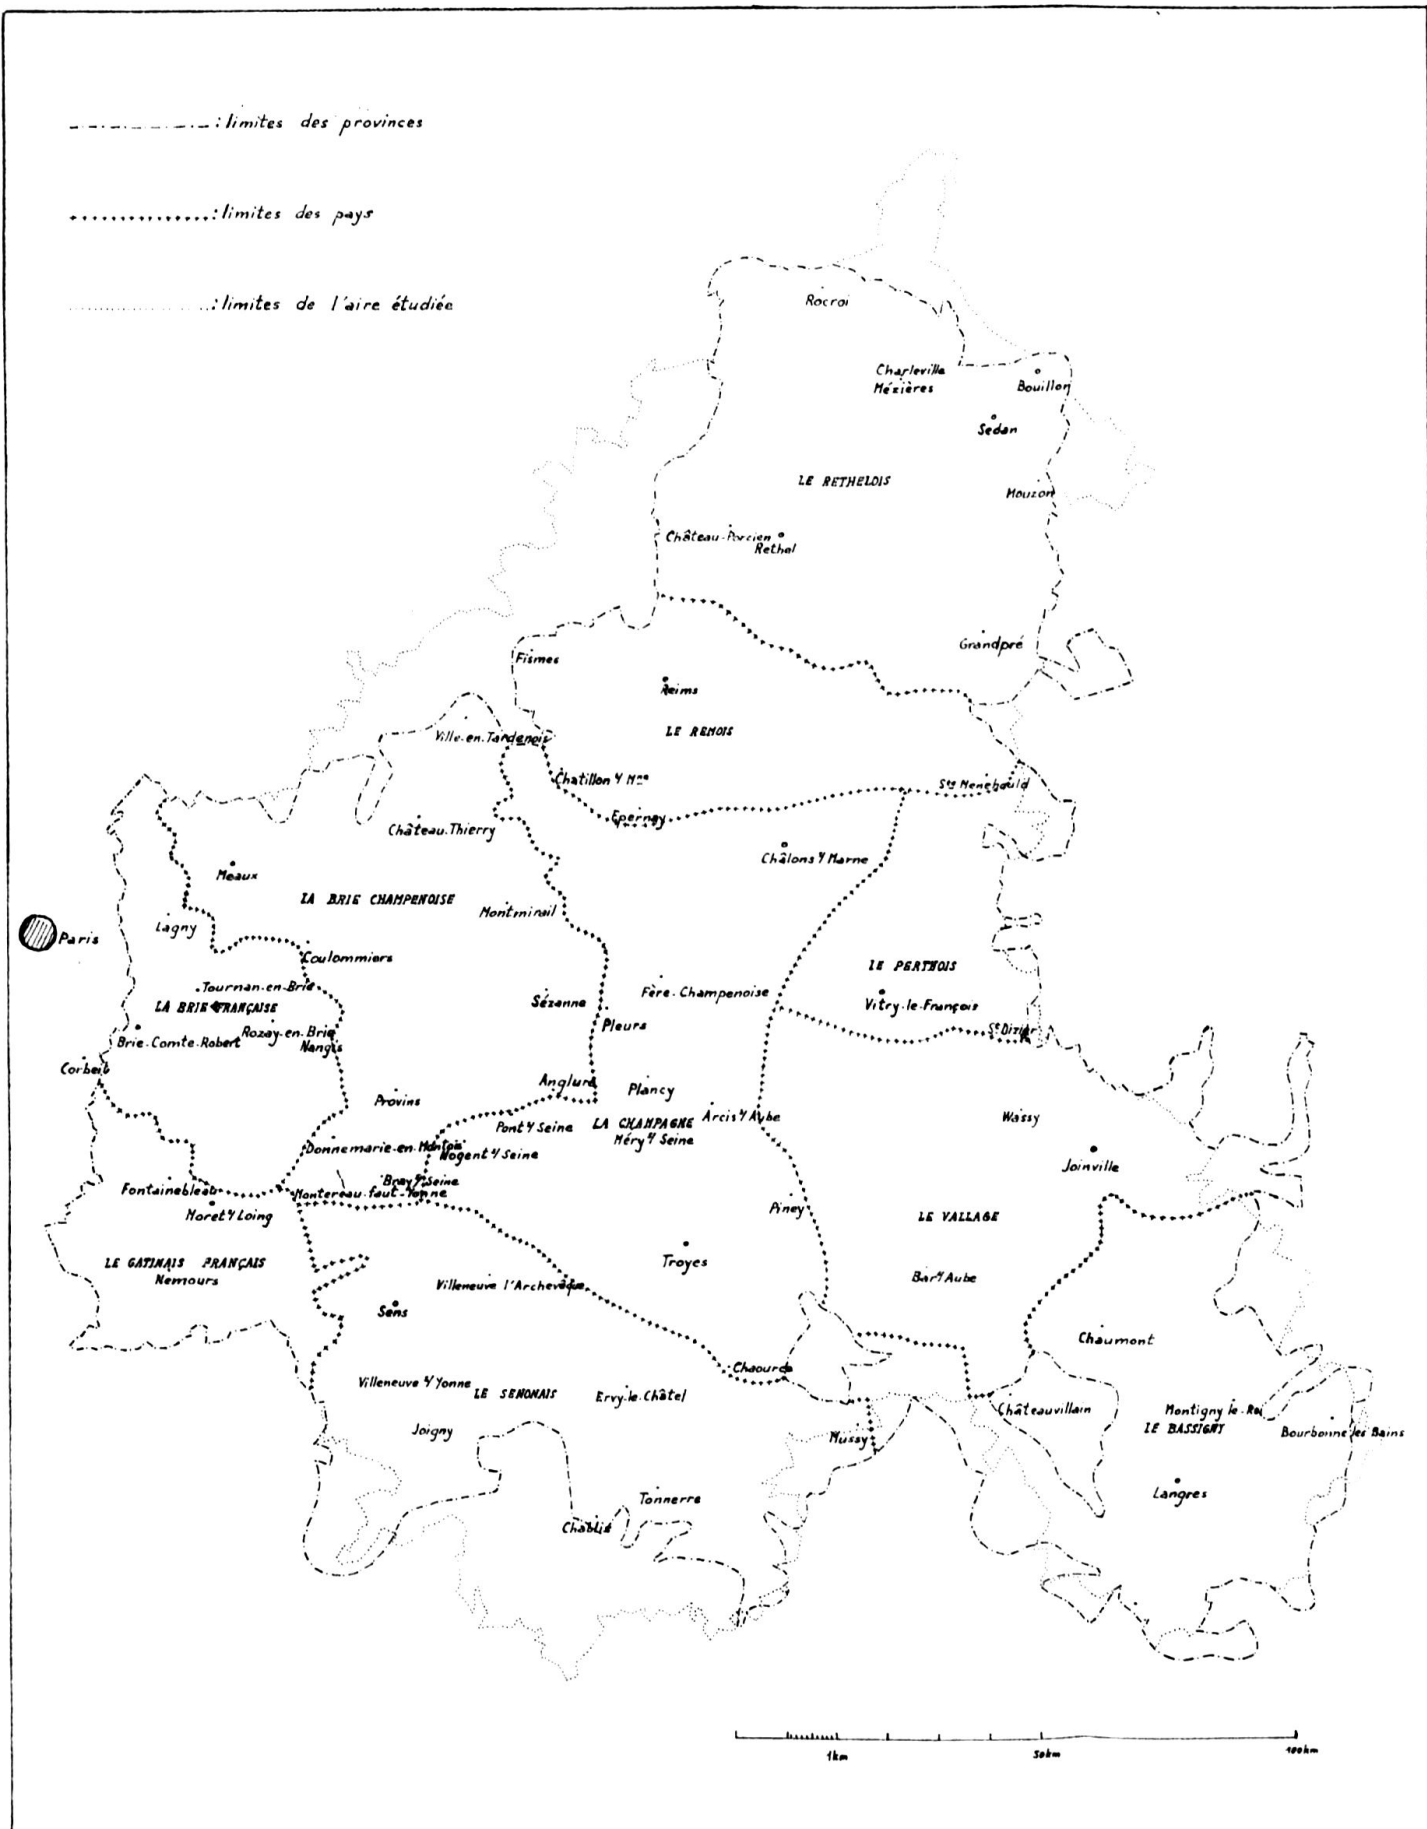 : limites des provinces
: limites des pays
: limites de l'aire étudiée
Rocroi
Charleville
Mézières
Bouillon
Sedan
LE RETHELOIS
Mouzon
Château-Porcien
Rethel
Grandpré
Fismes
Reims
LE REMOIS
Ville-en-Tardenois
Chatillon s/ Mne
Ste Menehould
Epernay
Château-Thierry
Châlons s/ Marne
Meaux
LA BRIE CHAMPENOISE
Montmirail
Lagny
Paris
Coulommiers
LE PERTHOIS
Tournan-en-Brie
LA BRIE FRANÇAISE
Sézanne
Fère-Champenoise
Vitry-le-François
Pleurs
St Dizier
Rozay-en-Brie
Brie-Comte-Robert
Nangis
Corbeil
Anglure
Plancy
Provins
Arcis s/ Aube
Wassy
Pont s/ Seine
LA CHAMPAGNE
Méry s/ Seine
Donnemarie-en-Montois
Nogent s/ Seine
Joinville
Bray s/ Seine
Fontainebleau
Montereau-faut-Yonne
Moret s/ Loing
Piney
LE VALLAGE
LE GATINAIS FRANÇAIS
Nemours
Troyes
Villeneuve l'Archevêque
Bar s/ Aube
Sens
Chaumont
Chaource
Villeneuve s/ Yonne
LE SENONAIS
Ervy-le-Châtel
Châteauvillain
Montigny-le-Roi
LE BASSIGNY
Joigny
Mussy
Bourbonne les Bains
Langres
Tonnerre
Chablis
1km
50km
100km